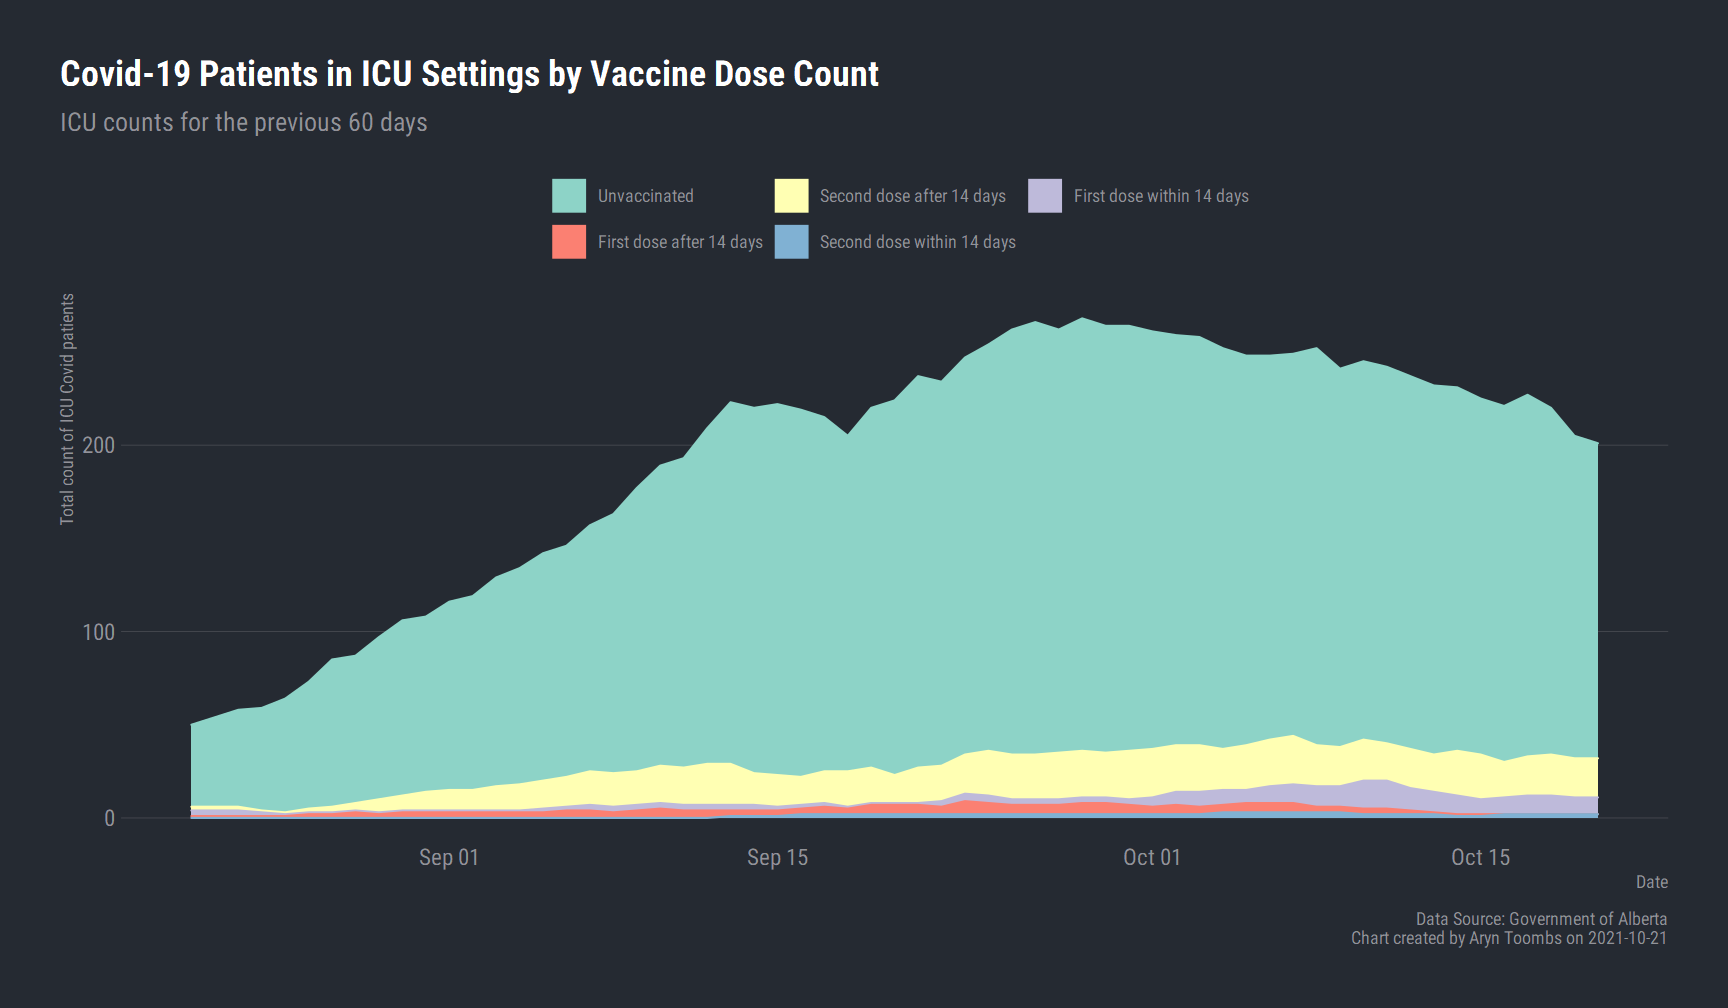 Covid-19 Patients in ICU Settings by Vaccine Dose Count
ICU counts for the previous 60 days
Unvaccinated
Second dose after 14 days
First dose within 14 days
First dose after 14 days
Second dose within 14 days
Total count of ICU Covid patients
200
100
0
Sep 01
Sep 15
Oct 01
Oct 15
Date
Data Source: Government of Alberta
Chart created by Aryn Toombs on 2021-10-21